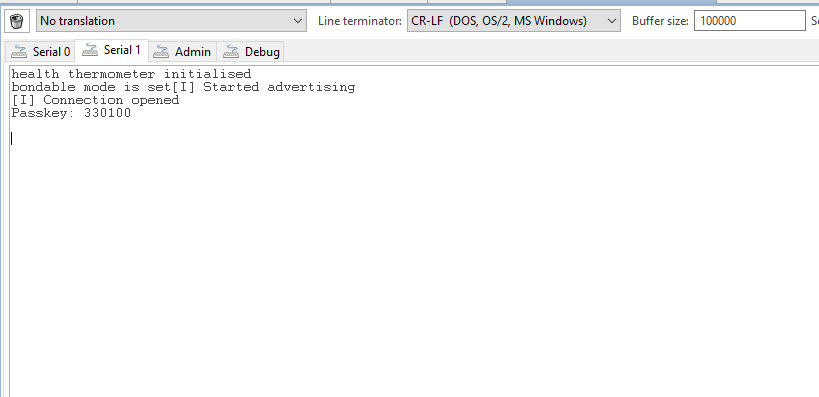 No translation Line terminator: CR-LF (DOS, OS/2, MS Windows) Buffer size: 100000
Serial 0 Serial 1 Admin Debug
health thermometer initialised
bondable mode is set[I] Started advertising
[I] Connection opened
Passkey: 330100